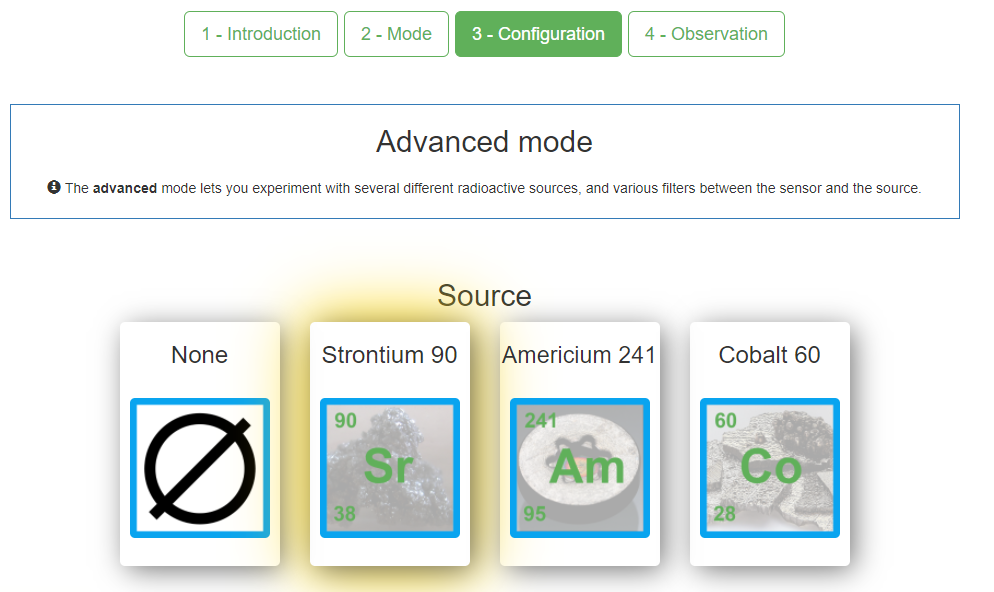 1 - Introduction
2 - Mode
3 - Configuration
4 - Observation
Advanced mode
The advanced mode lets you experiment with several different radioactive sources, and various filters between the sensor and the source.
Source
None
Strontium 90
90
Sr
38
Americium 241
241
Am
95
Cobalt 60
60
Co
28